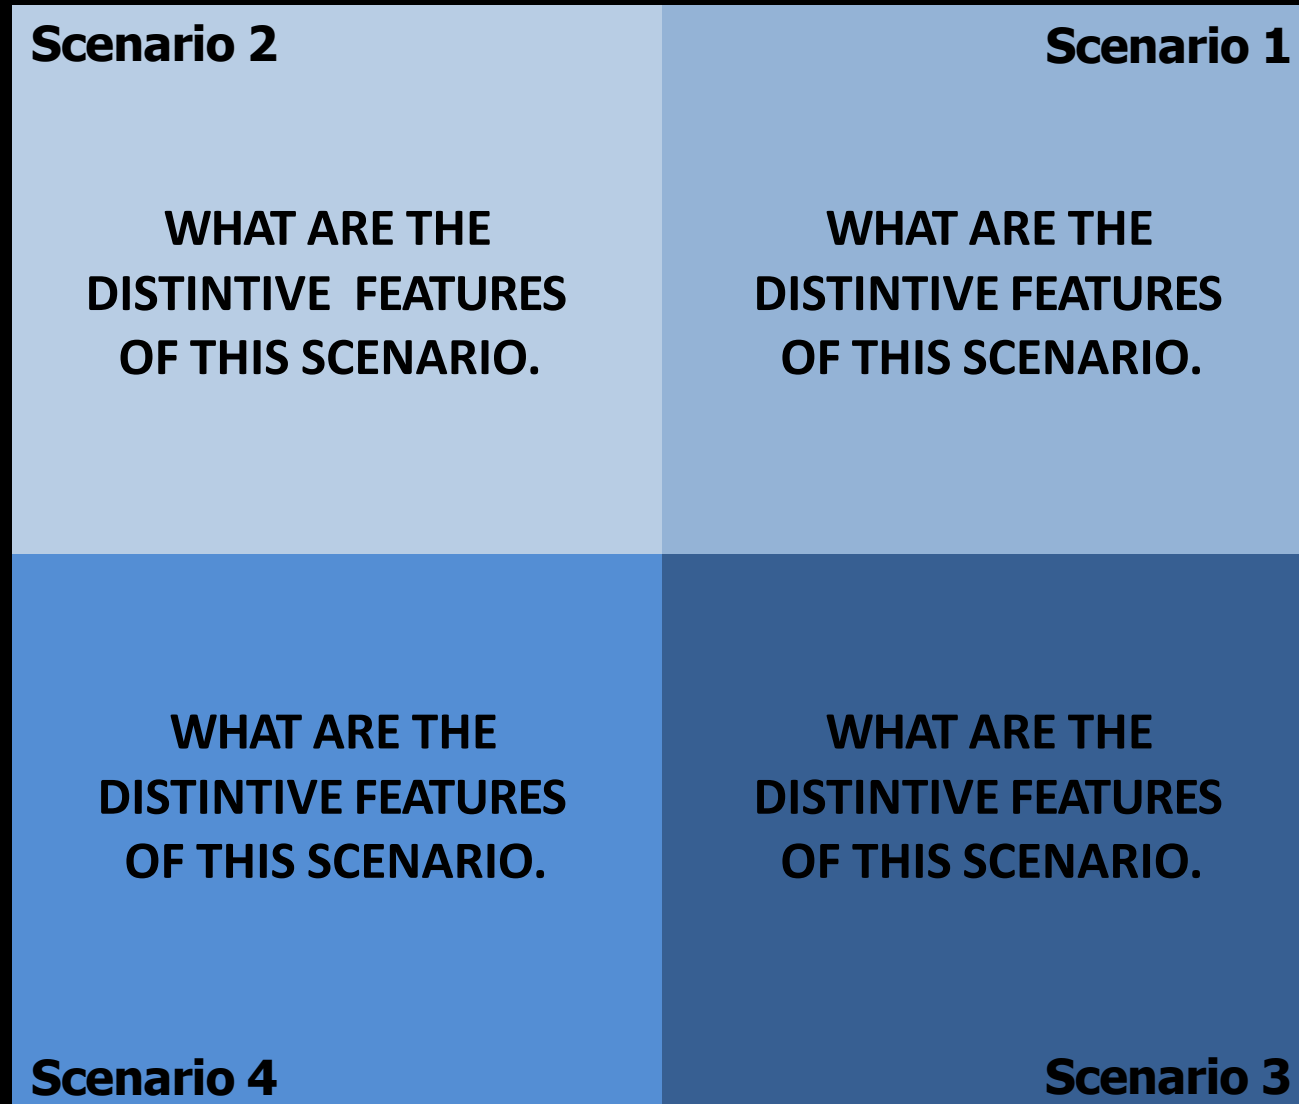 Scenario 2
WHAT ARE THE
DISTINTIVE  FEATURES
OF THIS SCENARIO.
Scenario 1
WHAT ARE THE
DISTINTIVE FEATURES
OF THIS SCENARIO.
WHAT ARE THE
DISTINTIVE FEATURES
OF THIS SCENARIO.
Scenario 4
WHAT ARE THE
DISTINTIVE FEATURES
OF THIS SCENARIO.
Scenario 3